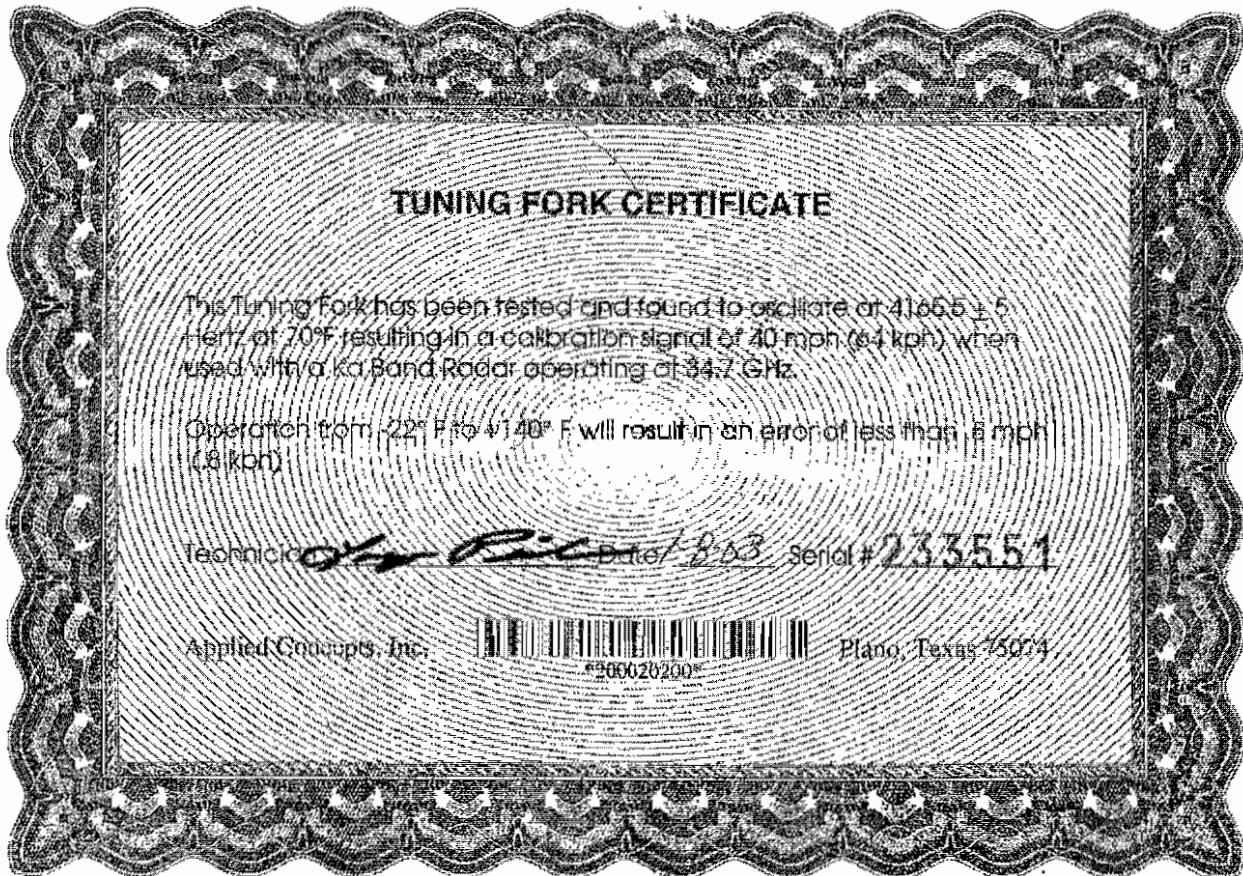 TUNING FORK CERTIFICATE
This Tuning Fork has been tested and found to oscillate at 4165.5 ± 5
Hertz at 70°F resulting in a calibration signal of 40 mph (64 kph) when
used with a Ka Band Radar operating at 34.7 GHz.
Operation from -22° F to +140° F will result in an error of less than mph
(.8 kph)
Technician Date Serial # 233551
Applied Concepts, Inc. Plano, Texas 75074
*200020200*